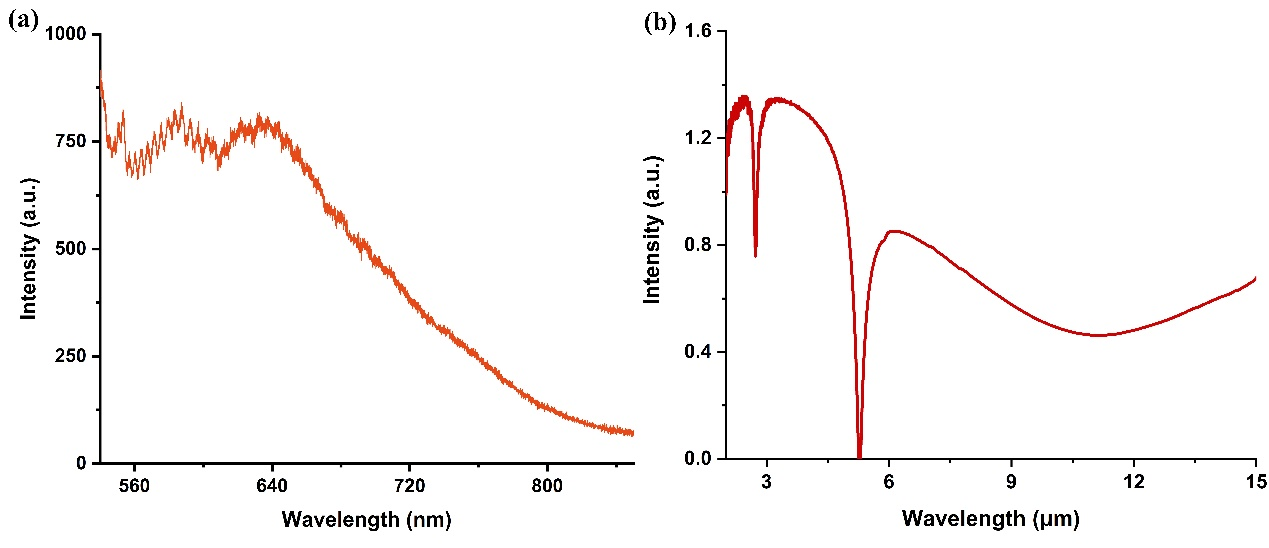 (a)
1000
750
500
250
0
560 640 720 800
Wavelength (nm)
Intensity (a.u.)
(b)
1.6
1.2
0.8
0.4
0.0
3 6 9 12 15
Wavelength (μm)
Intensity (a.u.)